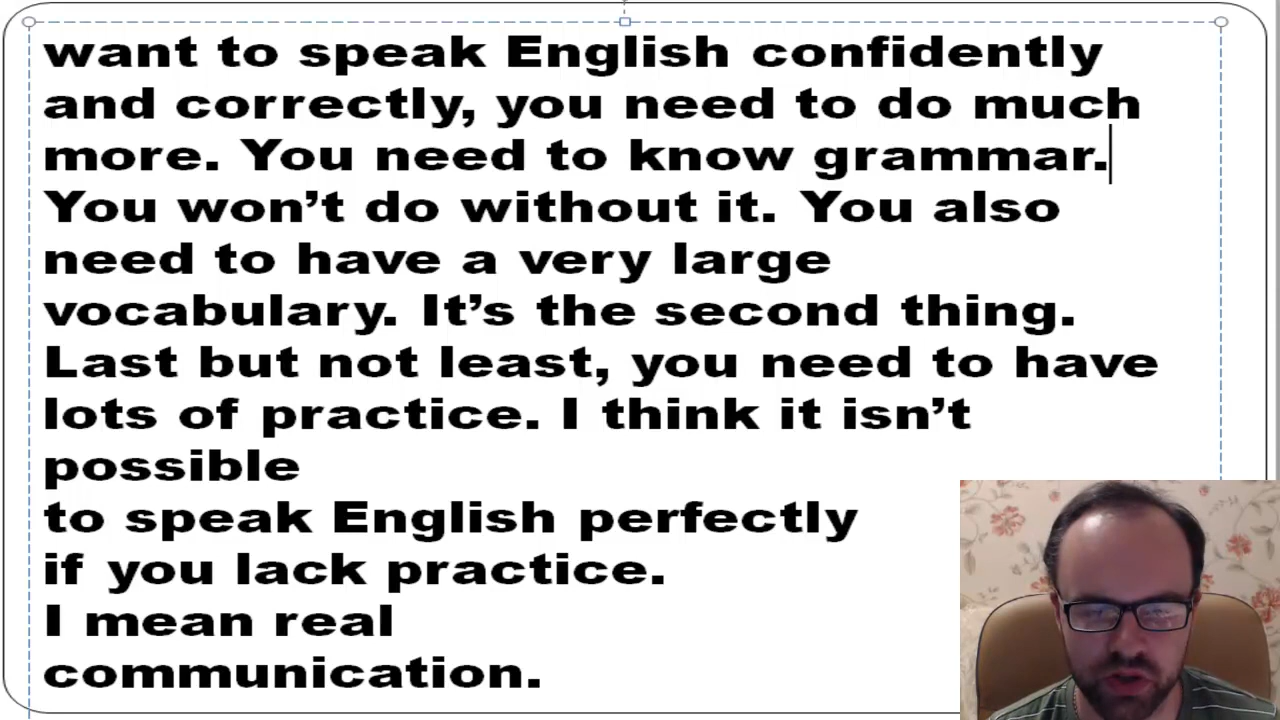 want to speak English confidently
and correctly, you need to do much
more. You need to know grammar.
You won’t do without it. You also
need to have a very large
vocabulary. It’s the second thing.
Last but not least, you need to have
lots of practice. I think it isn’t
possible
to speak English perfectly
if you lack practice.
I mean real
communication.